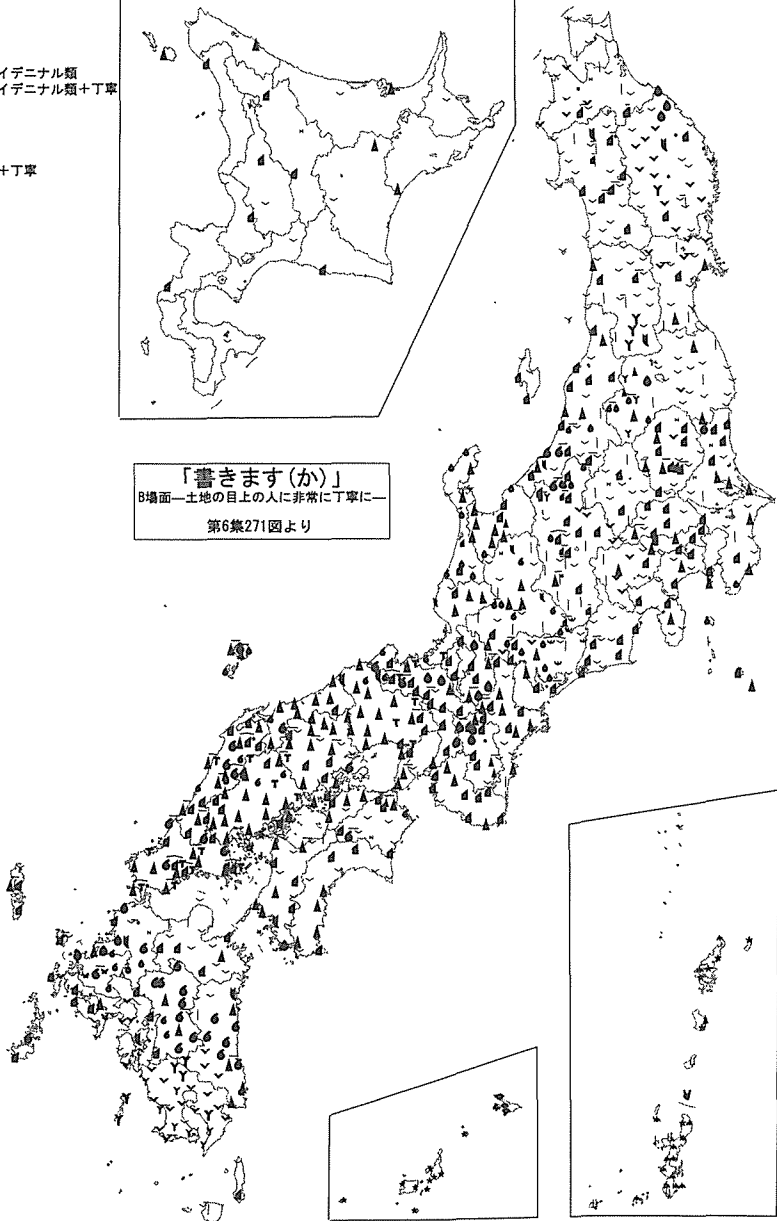 イデニナル類
イデニナル類+丁寧
+丁寧
「書きます(か)」
B場面―土地の目上の人に非常に丁寧に―
第6集271図より